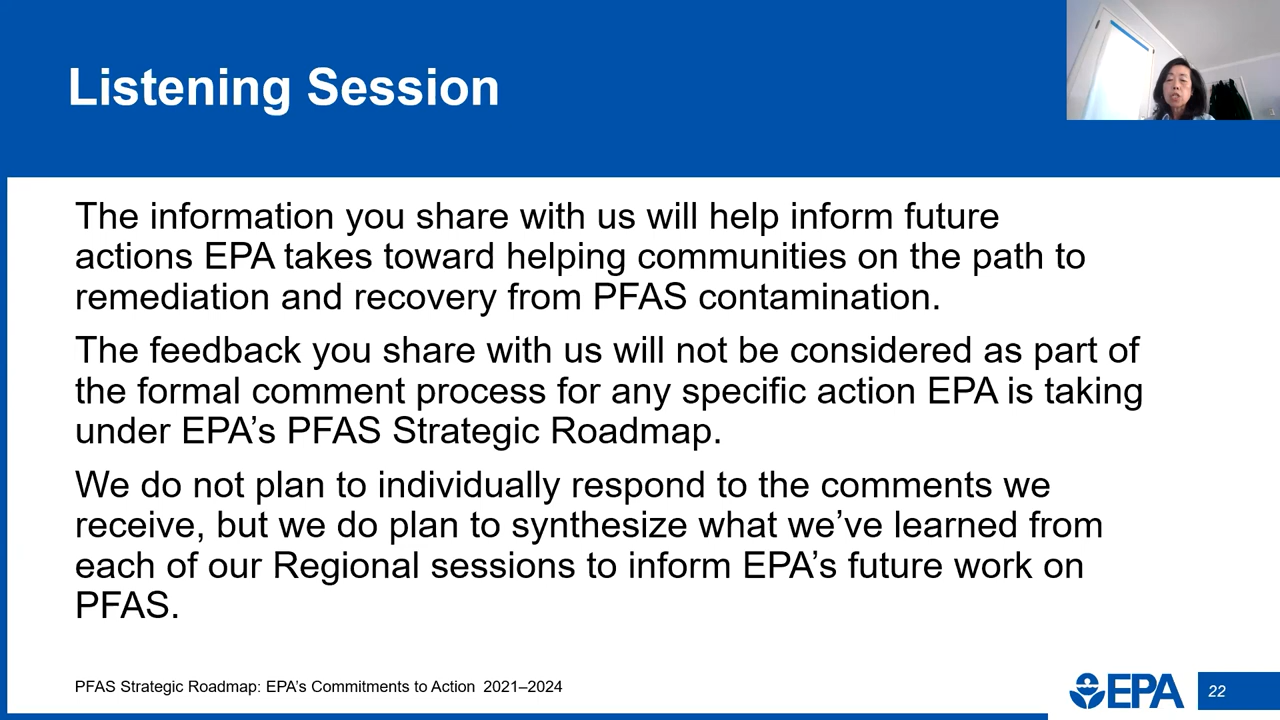 Listening Session
The information you share with us will help inform future
actions EPA takes toward helping communities on the path to
remediation and recovery from PFAS contamination.
The feedback you share with us will not be considered as part of
the formal comment process for any specific action EPA is taking
under EPA’s PFAS Strategic Roadmap.
We do not plan to individually respond to the comments we
receive, but we do plan to synthesize what we’ve learned from
each of our Regional sessions to inform EPA’s future work on
PFAS.
PFAS Strategic Roadmap: EPA’s Commitments to Action 2021–2024
EPA
22